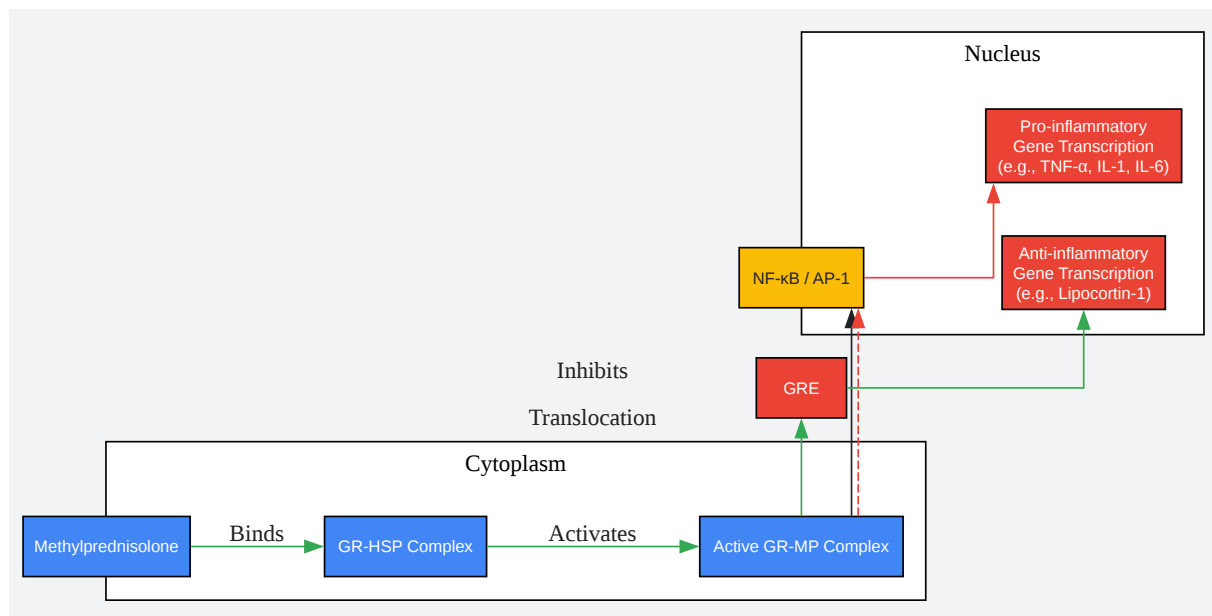 Nucleus
Pro-inflammatory
Gene Transcription
(e.g., TNF-α, IL-1, IL-6)
Anti-inflammatory
Gene Transcription
(e.g., Lipocortin-1)
NF-κB / AP-1
Inhibits
GRE
Translocation
Cytoplasm
Methylprednisolone
Binds
GR-HSP Complex
Activates
Active GR-MP Complex